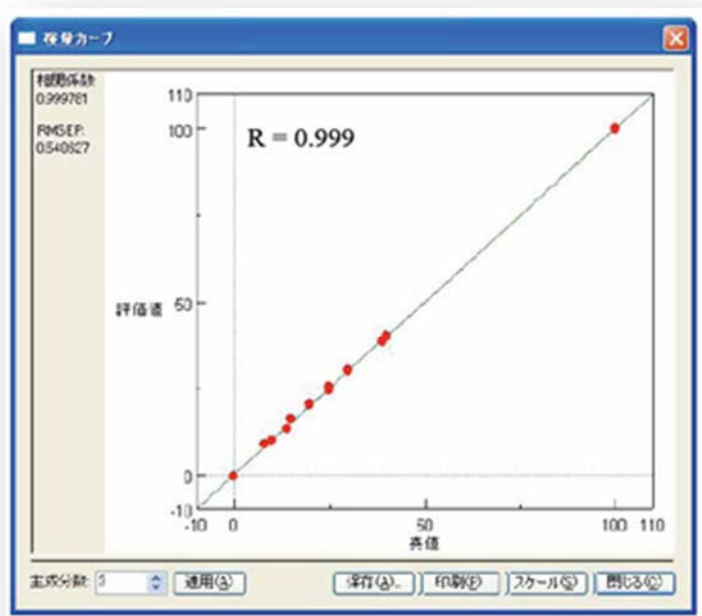 検量カーブ
相関係数:
0.999781
RMSEP:
0.540827
R = 0.999
110
100
評価値
50
0
-10
-10 0 50 100 110
真値
主成分数: 3 適用(A) 保存(A)... 印刷(P) スケール(S) 閉じる(C)